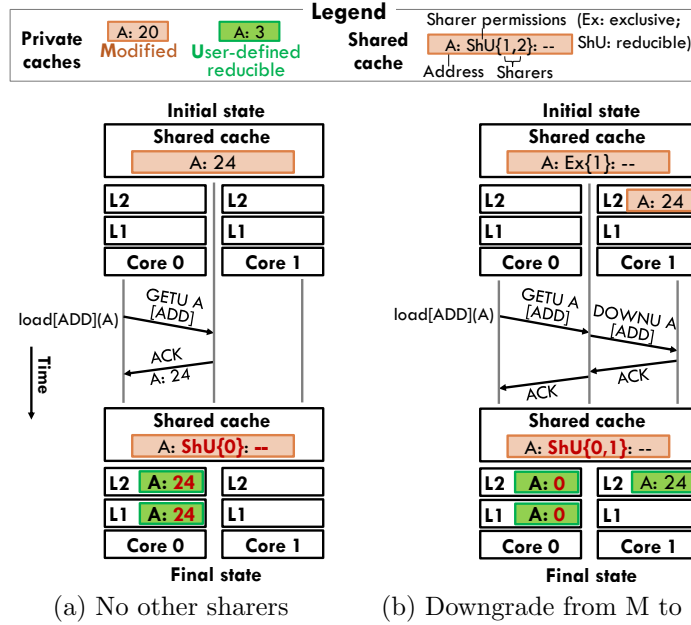 Legend
Private caches
A: 20
Modified
A: 3
User-defined reducible
Shared cache
Sharer permissions
(Ex: exclusive; ShU: reducible)
A: ShU{1,2}: --
Address
Sharers
Initial state
Shared cache
A: 24
L2
L2
L1
L1
Core 0
Core 1
load[ADD](A)
GETU A
[ADD]
ACK
A: 24
Time
Shared cache
A: ShU{0}: --
L2
A: 24
L2
L1
A: 24
L1
Core 0
Core 1
Final state
(a) No other sharers
Initial state
Shared cache
A: Ex{1}: --
L2
L2
A: 24
L1
L1
Core 0
Core 1
load[ADD](A)
GETU A
[ADD]
DOWNU A
[ADD]
ACK
ACK
Shared cache
A: ShU{0,1}: --
L2
A: 0
L2
A: 24
L1
A: 0
L1
Core 0
Core 1
Final state
(b) Downgrade from M to